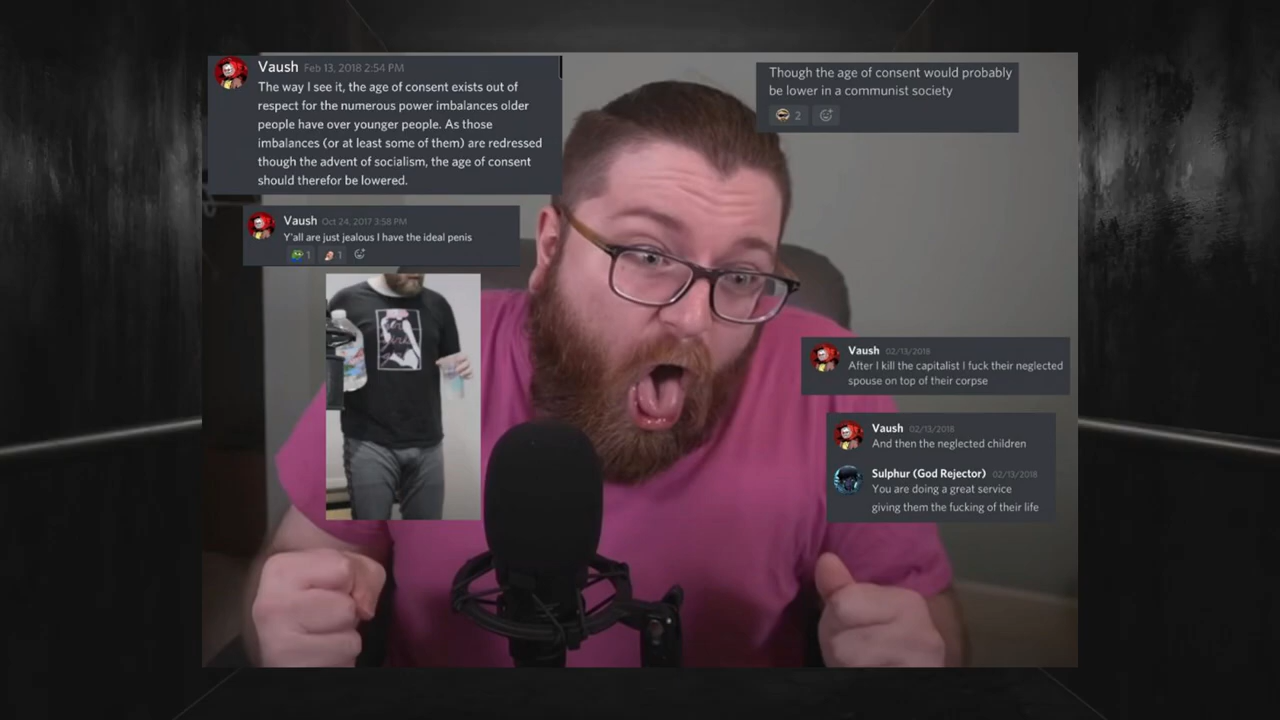 Vaush Feb 13, 2018 2:54 PM
The way I see it, the age of consent exists out of
respect for the numerous power imbalances older
people have over younger people. As those
imbalances (or at least some of them) are redressed
though the advent of socialism, the age of consent
should therefor be lowered.
Though the age of consent would probably
be lower in a communist society
2
Vaush Oct 24, 2017 3:58 PM
Y'all are just jealous I have the ideal penis
1 1
Vaush 02/13/2018
After I kill the capitalist I fuck their neglected
spouse on top of their corpse
Vaush 02/13/2018
And then the neglected children
Sulphur (God Rejector) 02/13/2018
You are doing a great service
giving them the fucking of their life